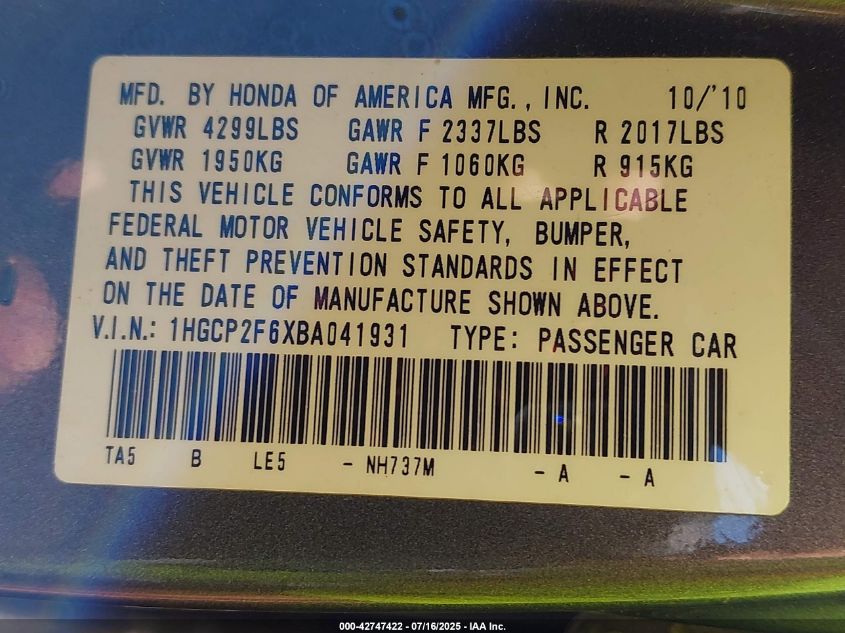 MFD. BY HONDA OF AMERICA MFG., INC. 10/'10
GVWR 4299LBS GAWR F 2337LBS R 2017LBS
GVWR 1950KG GAWR F 1060KG R 915KG
THIS VEHICLE CONFORMS TO ALL APPLICABLE
FEDERAL MOTOR VEHICLE SAFETY, BUMPER,
AND THEFT PREVENTION STANDARDS IN EFFECT
ON THE DATE OF MANUFACTURE SHOWN ABOVE.
V.I.N.: 1HGCP2F6XBA041931 TYPE: PASSENGER CAR
TA5 B LE5 - NH737M - A - A
000-42747422 - 07/16/2025 - IAA Inc.